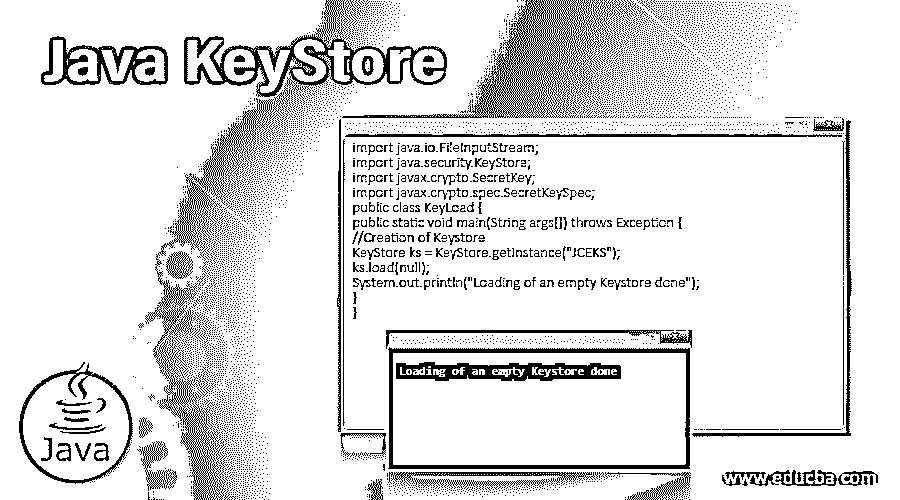 Java KeyStore
import java.io.FileInputStream;
import java.security.KeyStore;
import javax.crypto.SecretKey;
import javax.crypto.spec.SecretKeySpec;
public class KeyLoad {
public static void main(String args[]) throws Exception {
//Creation of Keystore
KeyStore ks = KeyStore.getInstance("JCEKS");
ks.load(null);
System.out.println("Loading of an empty Keystore done");
}
}
Loading of an empty Keystore done
Java
www.educba.com